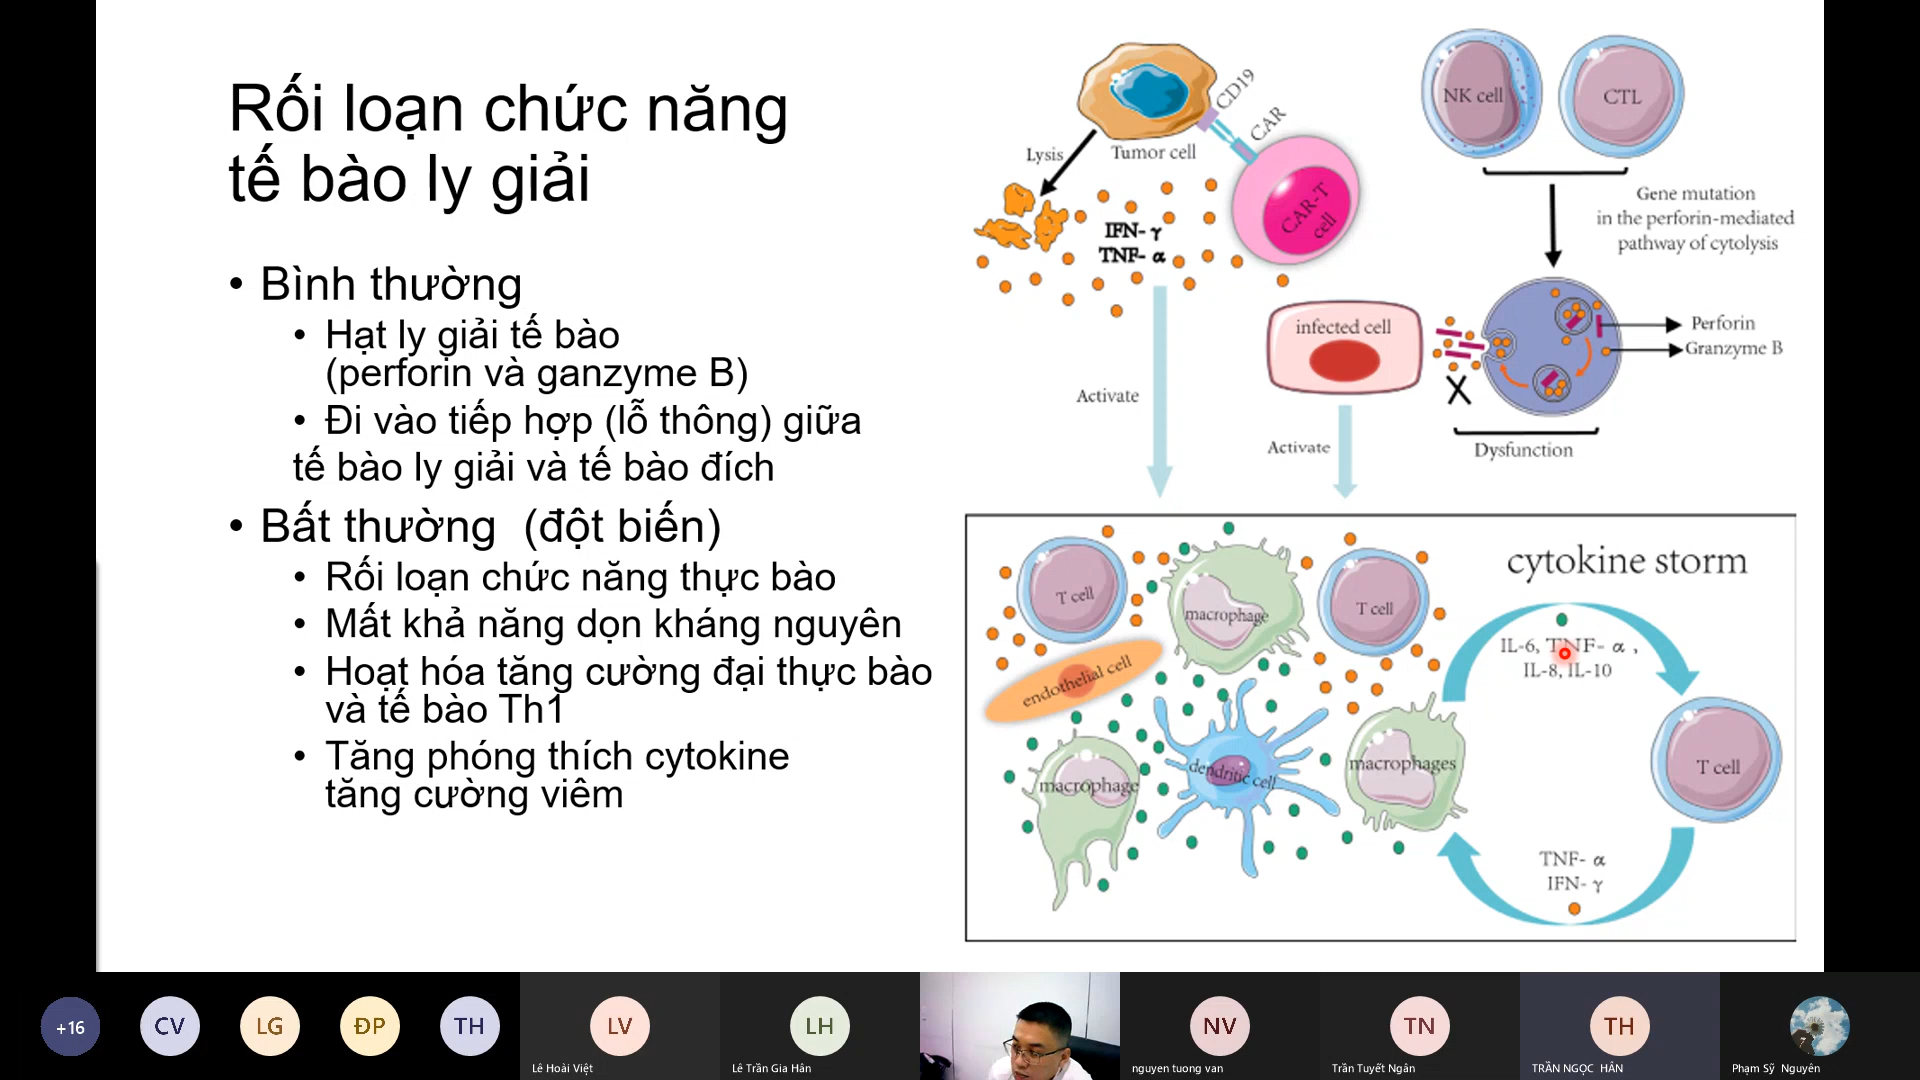 Rối loạn chức năng
tế bào ly giải
• Bình thường
• Hạt ly giải tế bào
(perforin và ganzyme B)
• Đi vào tiếp hợp (lỗ thông) giữa
tế bào ly giải và tế bào đích
• Bất thường (đột biến)
• Rối loạn chức năng thực bào
• Mất khả năng dọn kháng nguyên
• Hoạt hóa tăng cường đại thực bào
và tế bào Th1
• Tăng phóng thích cytokine
tăng cường viêm
CD19
CAR
Lysis
Tumor cell
CAR-T
cell
IFN- γ
TNF- α
NK cell
CTL
Gene mutation
in the perforin-mediated
pathway of cytolysis
infected cell
Perforin
Granzyme B
X
Activate
Activate
Dysfunction
cytokine storm
T cell
macrophage
T cell
endothelial cell
macrophage
dendritic cell
macrophages
IL-6, TNF- α ,
IL-8, IL-10
T cell
TNF- α
IFN- γ
+16
CV
LG
ĐP
TH
LV
Lê Hoài Việt
LH
Lê Trần Gia Hân
NV
nguyen tuong van
TN
Trần Tuyết Ngân
TH
TRẦN NGỌC HÂN
Phạm Sỹ Nguyên